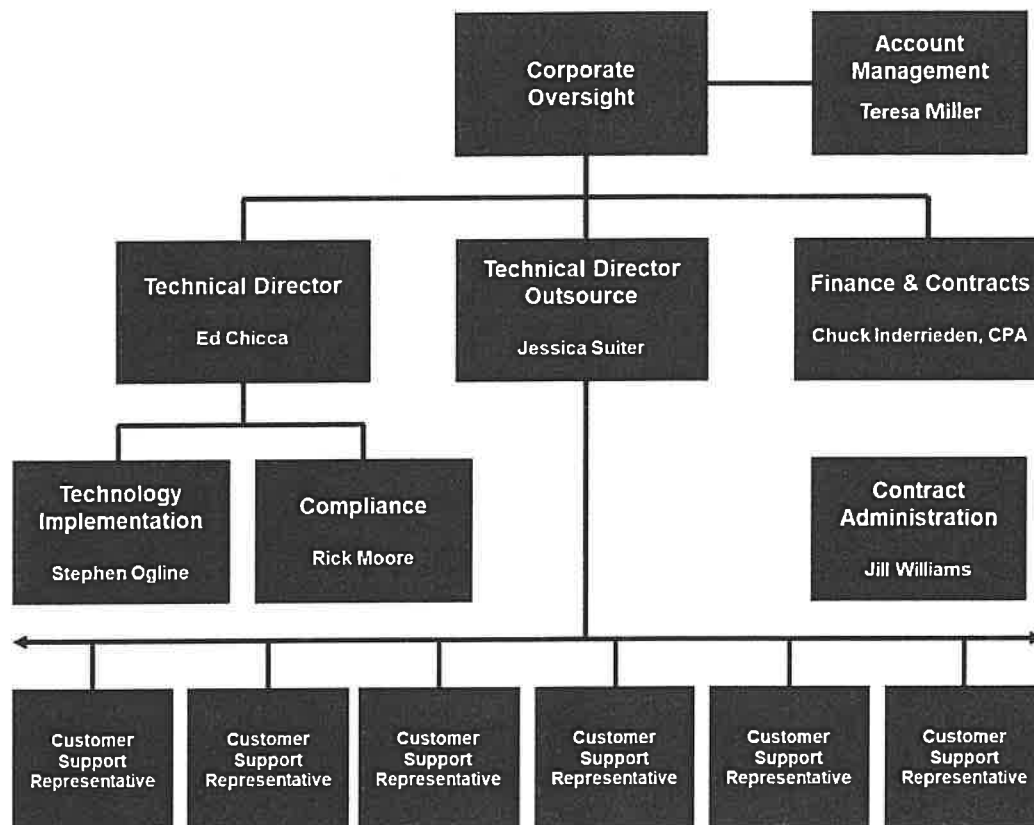 Corporate
Oversight
Account
Management
Teresa Miller
Technical Director
Ed Chicca
Technical Director
Outsource
Jessica Suiter
Finance & Contracts
Chuck Inderrieden, CPA
Technology
Implementation
Stephen Ogline
Compliance
Rick Moore
Contract
Administration
Jill Williams
Customer
Support
Representative
Customer
Support
Representative
Customer
Support
Representative
Customer
Support
Representative
Customer
Support
Representative
Customer
Support
Representative